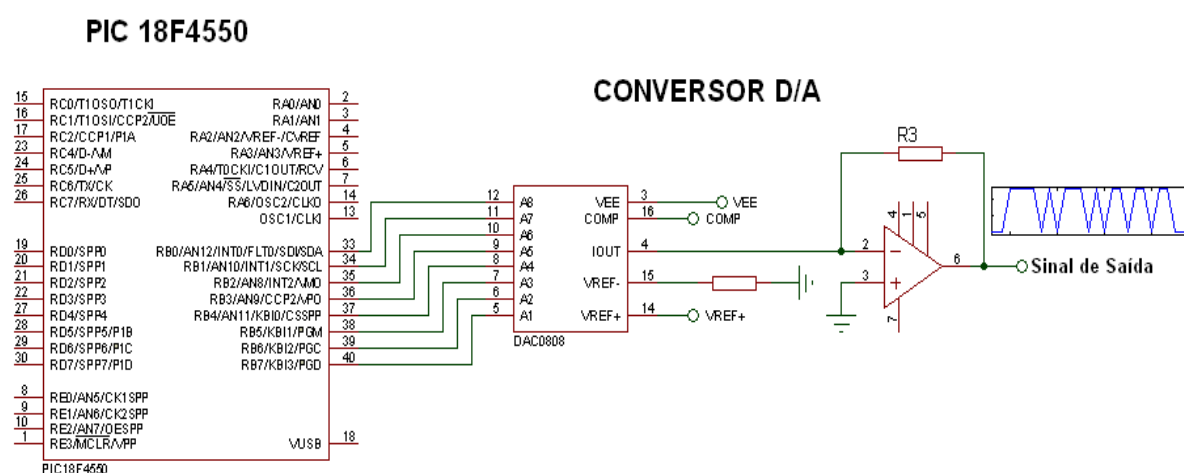 PIC 18F4550
CONVERSOR D/A
15 RC0/T1OSO/T1CKI
16 RC1/T1OSI/CCP2/UOE
17 RC2/CCP1/P1A
23 RC4/D-/VM
24 RC5/D+/VP
25 RC6/TX/CK
26 RC7/RX/DT/SDO
19 RD0/SPP0
20 RD1/SPP1
21 RD2/SPP2
22 RD3/SPP3
27 RD4/SPP4
28 RD5/SPP5/P1B
29 RD6/SPP6/P1C
30 RD7/SPP7/P1D
8 RE0/AN5/CK1SPP
9 RE1/AN6/CK2SPP
10 RE2/AN7/OESPP
1 RE3/MCLR/VPP
RA0/AN0 2
RA1/AN1 3
RA2/AN2/VREF-/CVREF 4
RA3/AN3/VREF+ 5
RA4/T0CKI/C1OUT/RCV 6
RA5/AN4/SS/LVDIN/C2OUT 7
RA6/OSC2/CLKO 14
OSC1/CLKI 13
RB0/AN12/INT0/FLT0/SDI/SDA 33
RB1/AN10/INT1/SCK/SCL 34
RB2/AN8/INT2/VMO 35
RB3/AN9/CCP2/VPO 36
RB4/AN11/KBI0/CSSPP 37
RB5/KBI1/PGM 38
RB6/KBI2/PGC 39
RB7/KBI3/PGD 40
VUSB 18
PIC18F4550
12 A8
11 A7
10 A6
9 A5
8 A4
7 A3
6 A2
5 A1
VEE 3 VEE
COMP 16 COMP
IOUT 4
VREF- 15
VREF+ 14 VREF+
DAC0808
R3
4 1 5
2
3
6
7
Sinal de Saída